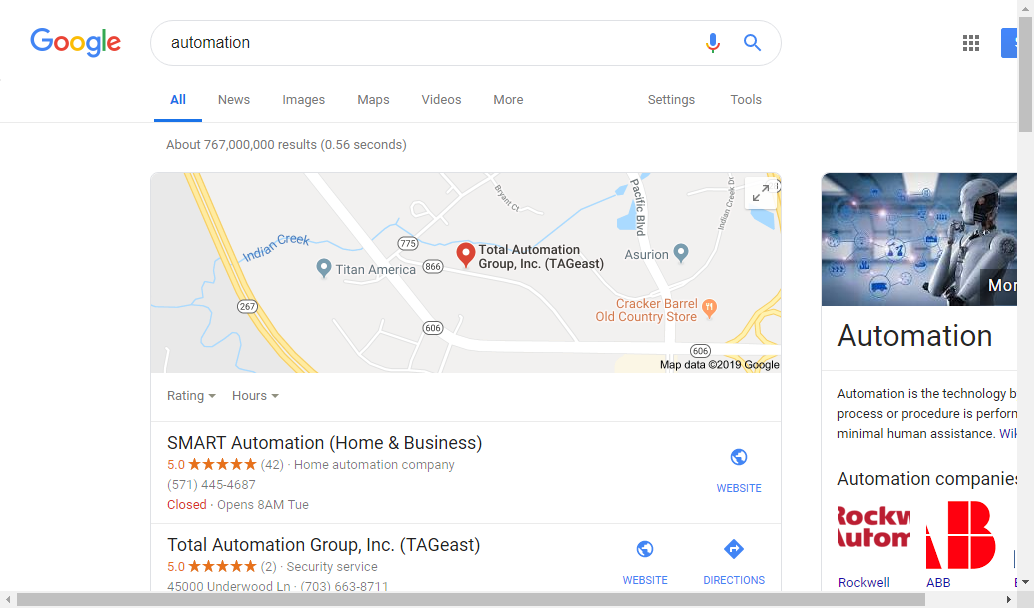 Google
automation
All
News
Images
Maps
Videos
More
Settings
Tools
About 767,000,000 results (0.56 seconds)
Bryant Ct
Pacific Blvd
Indian Creek Dr
Indian Creek
775
Total Automation
Group, Inc. (TAGeast)
Asurion
Titan America
866
267
Cracker Barrel
Old Country Store
606
606
Map data ©2019 Google
Rating
Hours
SMART Automation (Home & Business)
5.0 ★★★★★ (42) · Home automation company
(571) 445-4687
Closed · Opens 8AM Tue
WEBSITE
Total Automation Group, Inc. (TAGeast)
5.0 ★★★★★ (2) · Security service
45000 Underwood Ln · (703) 663-8711
WEBSITE
DIRECTIONS
Mor
Automation
Automation is the technology b
process or procedure is perforn
minimal human assistance. Wik
Automation companies
Rockw
Autom
ABB
Rockwell
ABB